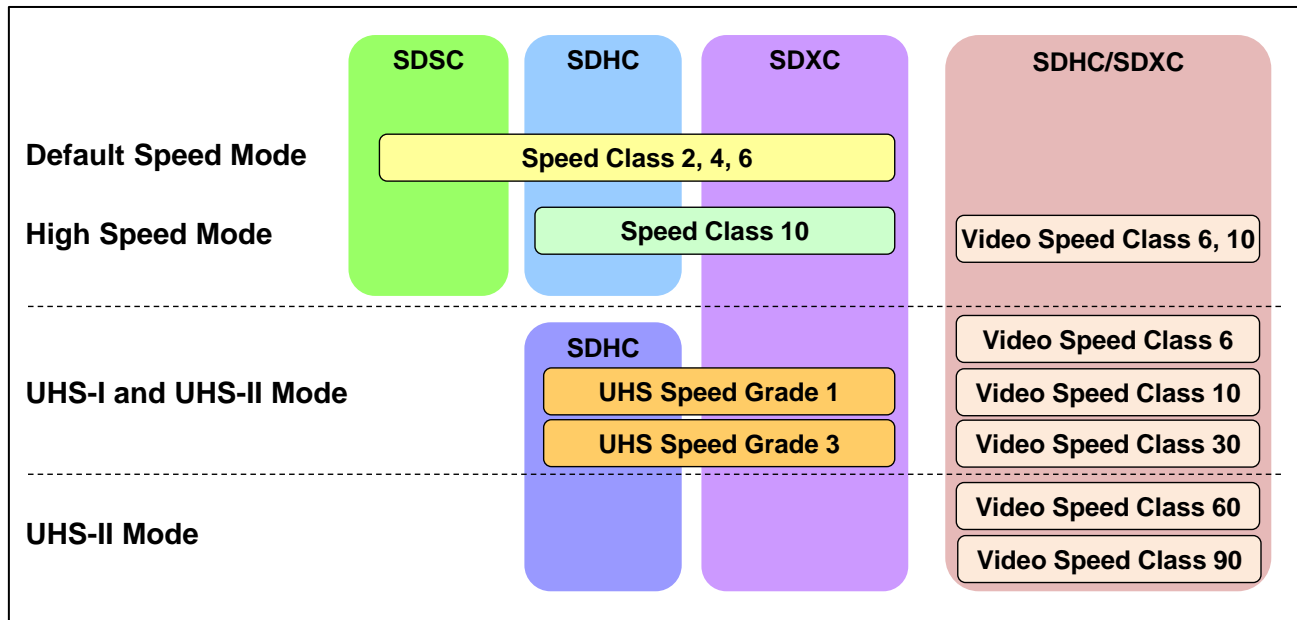 SDSC
SDHC
SDXC
SDHC/SDXC
Default Speed Mode
Speed Class 2, 4, 6
High Speed Mode
Speed Class 10
Video Speed Class 6, 10
SDHC
Video Speed Class 6
UHS-I and UHS-II Mode
UHS Speed Grade 1
Video Speed Class 10
UHS Speed Grade 3
Video Speed Class 30
UHS-II Mode
Video Speed Class 60
Video Speed Class 90